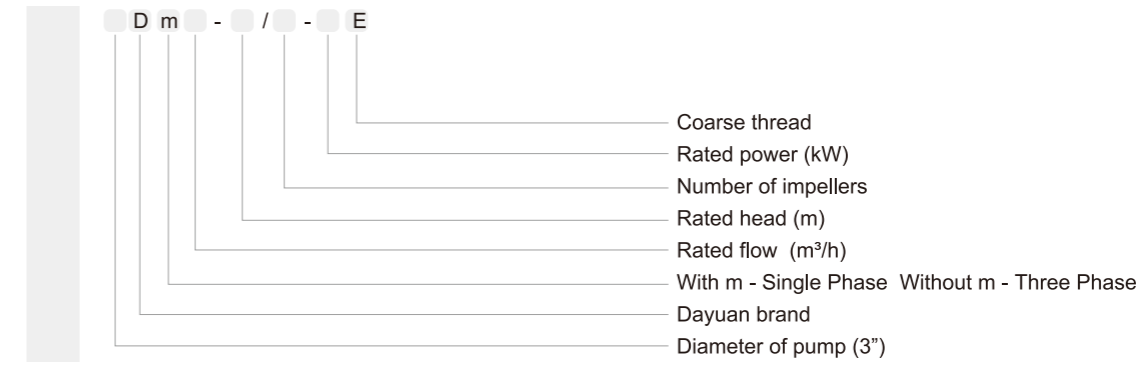 D m - / - E
Coarse thread
Rated power (kW)
Number of impellers
Rated head (m)
Rated flow (m³/h)
With m - Single Phase Without m - Three Phase
Dayuan brand
Diameter of pump (3”)